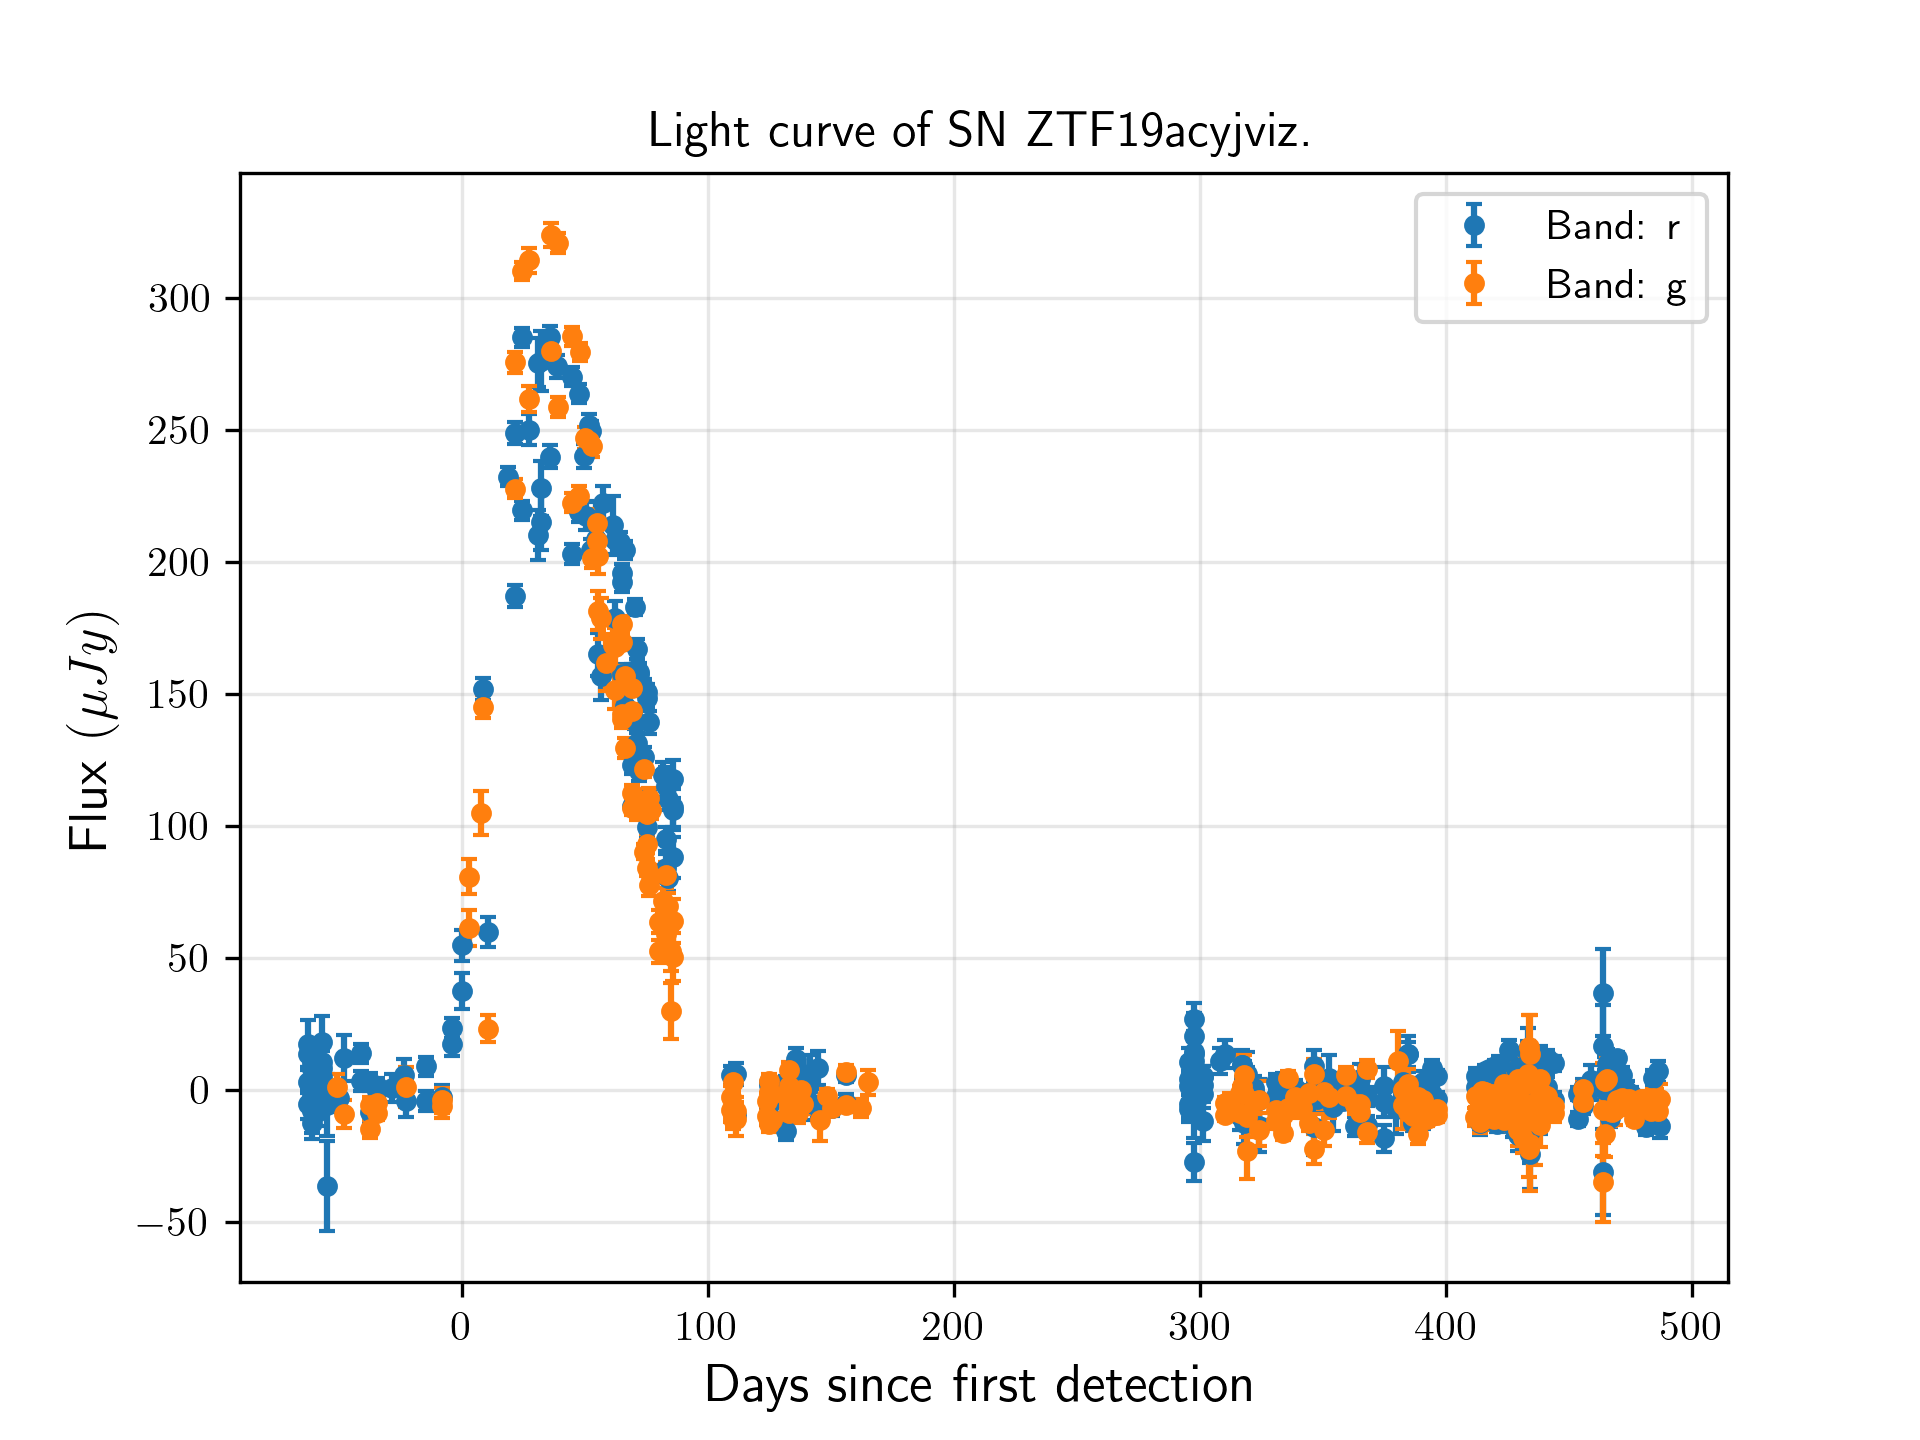 Light curve of SN ZTF19acyjviz.
Band: r
Band: g
Flux (μJy)
300
250
200
150
100
50
0
−50
0 100 200 300 400 500
Days since first detection